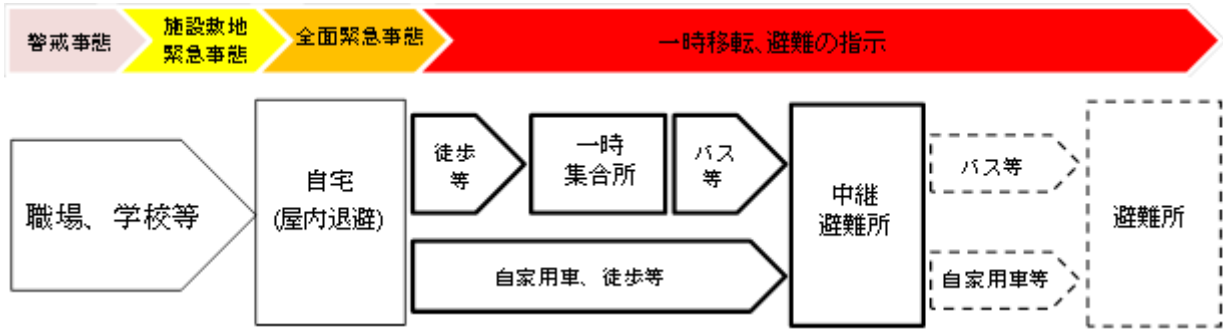 警戒事態
施設敷地
緊急事態
全面緊急事態
一時移転、避難の指示
職場、学校等
自宅
(屋内退避)
徒歩
等
一時
集合所
バス
等
自家用車、徒歩等
中継
避難所
バス等
自家用車等
避難所